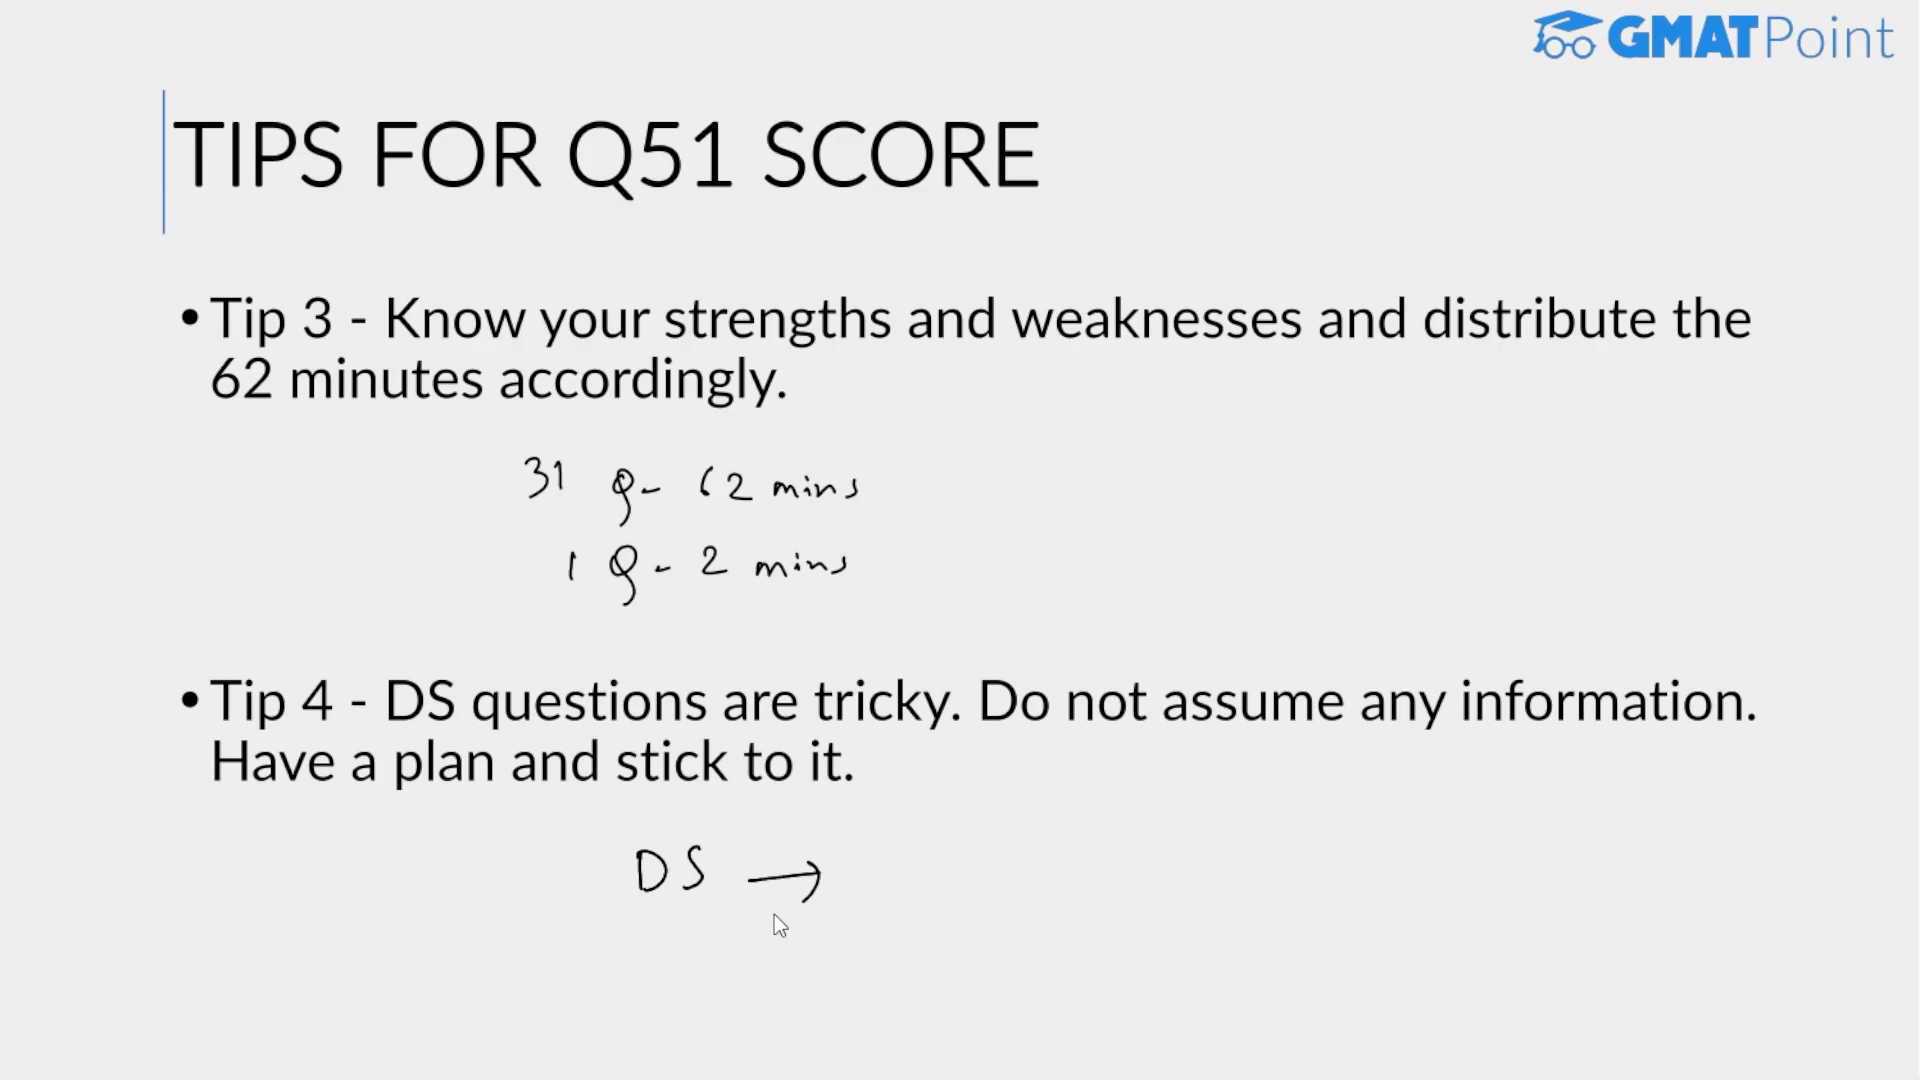 GMATPoint
TIPS FOR Q51 SCORE
• Tip 3 - Know your strengths and weaknesses and distribute the
62 minutes accordingly.
31 Q- 62 mins
1 Q- 2 mins
• Tip 4 - DS questions are tricky. Do not assume any information.
Have a plan and stick to it.
DS →